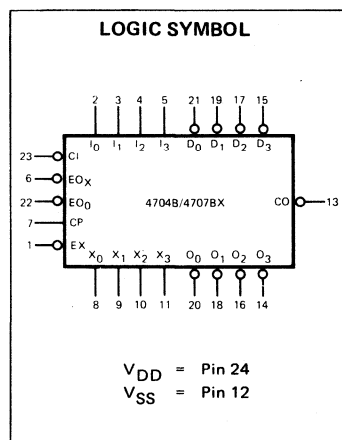 LOGIC SYMBOL
2 3 4 5 21 19 17 15
I0 I1 I2 I3 D0 D1 D2 D3
23 CI
6 EOX
22 EO0 4704B/4707BX CO 13
7 CP
1 EX
X0 X1 X2 X3 O0 O1 O2 O3
8 9 10 11 20 18 16 14
VDD = Pin 24
VSS = Pin 12